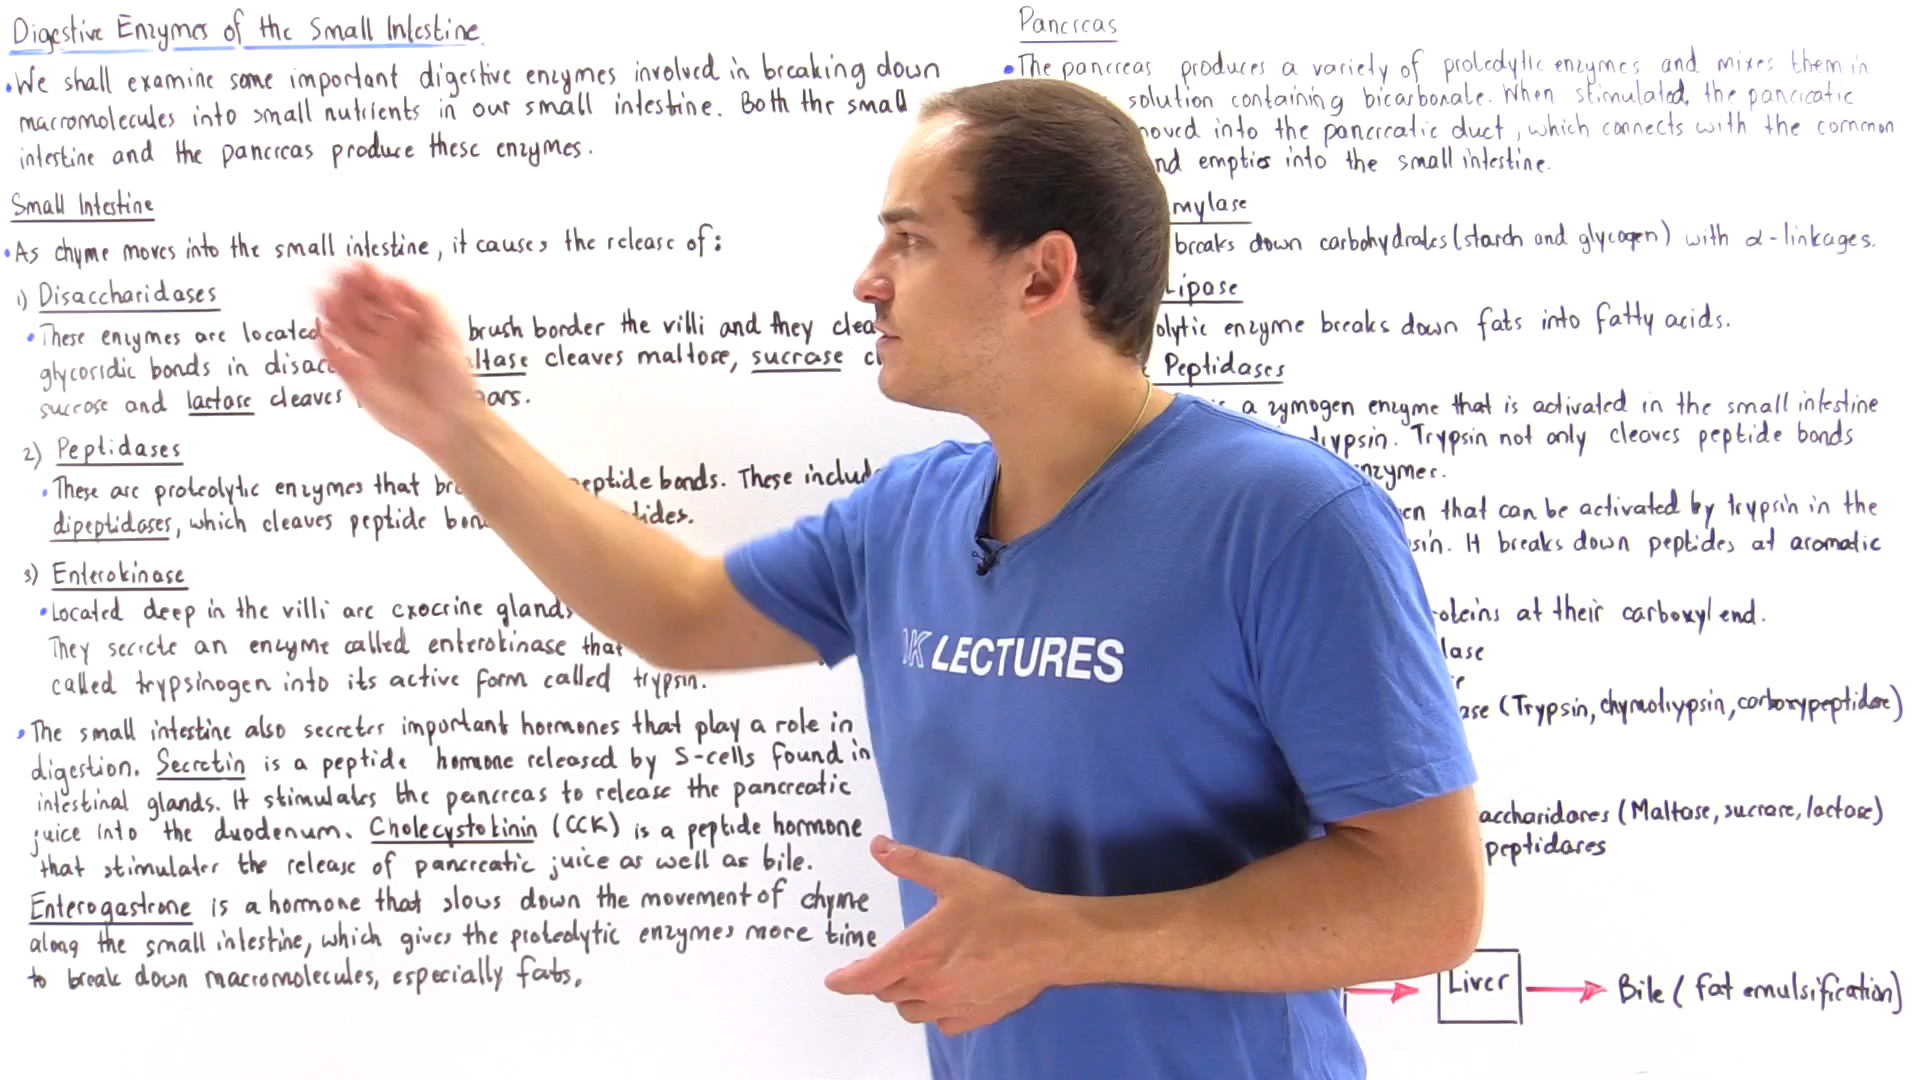 Digestive Enzymes of the Small Intestine
• We shall examine some important digestive enzymes involved in breaking down
macromolecules into small nutrients in our small intestine. Both the small
intestine and the pancreas produce these enzymes.
Small Intestine
• As chyme moves into the small intestine, it causes the release of:
1) Disaccharidases
• These enzymes are located brush border the villi and they clea
glycosidic bonds in disacc ltase cleaves maltose, sucrase cl
sucrose and lactase cleaves ars.
2) Peptidases
• These are proteolytic enzymes that bre eptide bonds. These include
dipeptidases, which cleaves peptide bon tides.
3) Enterokinase
• Located deep in the villi are exocrine glands
They secrete an enzyme called enterokinase that
called trypsinogen into its active form called trypsin.
• The small intestine also secretes important hormones that play a role in
digestion. Secretin is a peptide hormone released by S-cells found in
intestinal glands. It stimulates the pancreas to release the pancreatic
juice into the duodenum. Cholecystokinin (CCK) is a peptide hormone
that stimulates the release of pancreatic juice as well as bile.
Enterogastrone is a hormone that slows down the movement of chyme
along the small intestine, which gives the proteolytic enzymes more time
to break down macromolecules, especially fats.
Pancreas
• The pancreas produces a variety of proteolytic enzymes and mixes them in
solution containing bicarbonate. When stimulated, the pancreatic
moved into the pancreatic duct, which connects with the common
nd empties into the small intestine.
mylase
breaks down carbohydrates (starch and glycogen) with α-linkages.
Lipase
olytic enzyme breaks down fats into fatty acids.
Peptidases
a zymogen enzyme that is activated in the small intestine
trypsin. Trypsin not only cleaves peptide bonds
nzymes.
en that can be activated by trypsin in the
sin. It breaks down peptides at aromatic
oteins at their carboxyl end.
lase
ase (Trypsin, chymotrypsin, carboxypeptidase)
accharidases (Maltase, sucrase, lactase)
peptidases
Liver
Bile (fat emulsification)
AK LECTURES